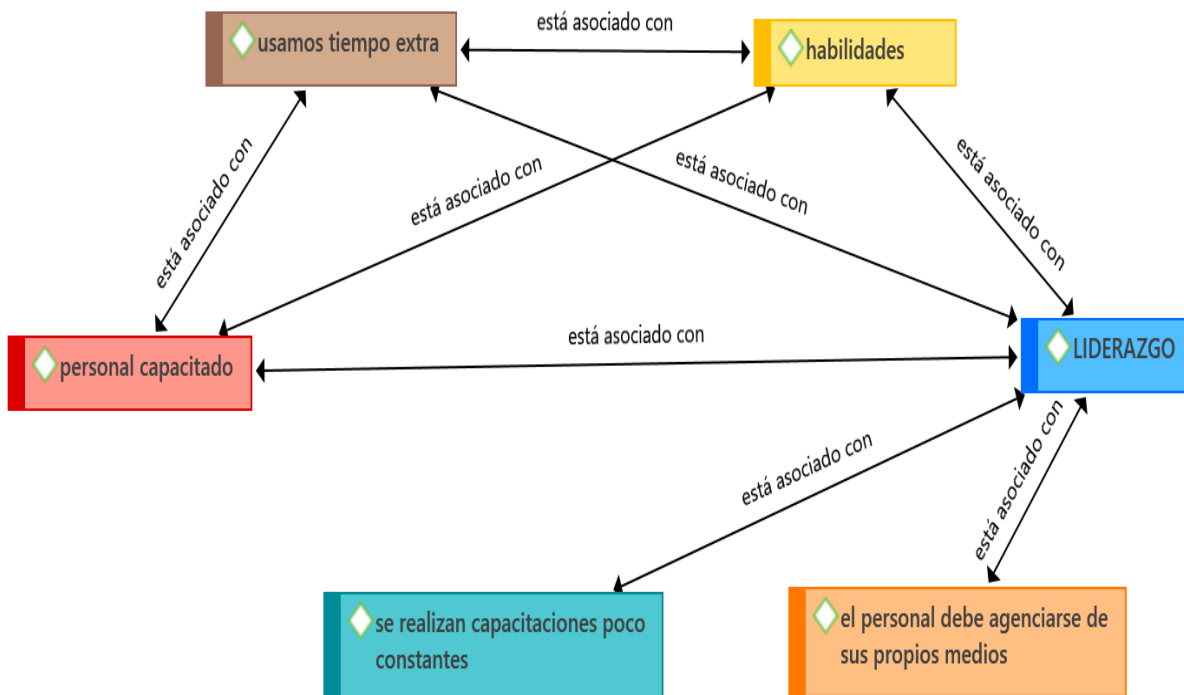 está asociado con
usamos tiempo extra
habilidades
está asociado con
está asociado con
está asociado con
está asociado con
está asociado con
personal capacitado
LIDERAZGO
está asociado con
está asociado con
se realizan capacitaciones poco
constantes
el personal debe agenciarse de
sus propios medios